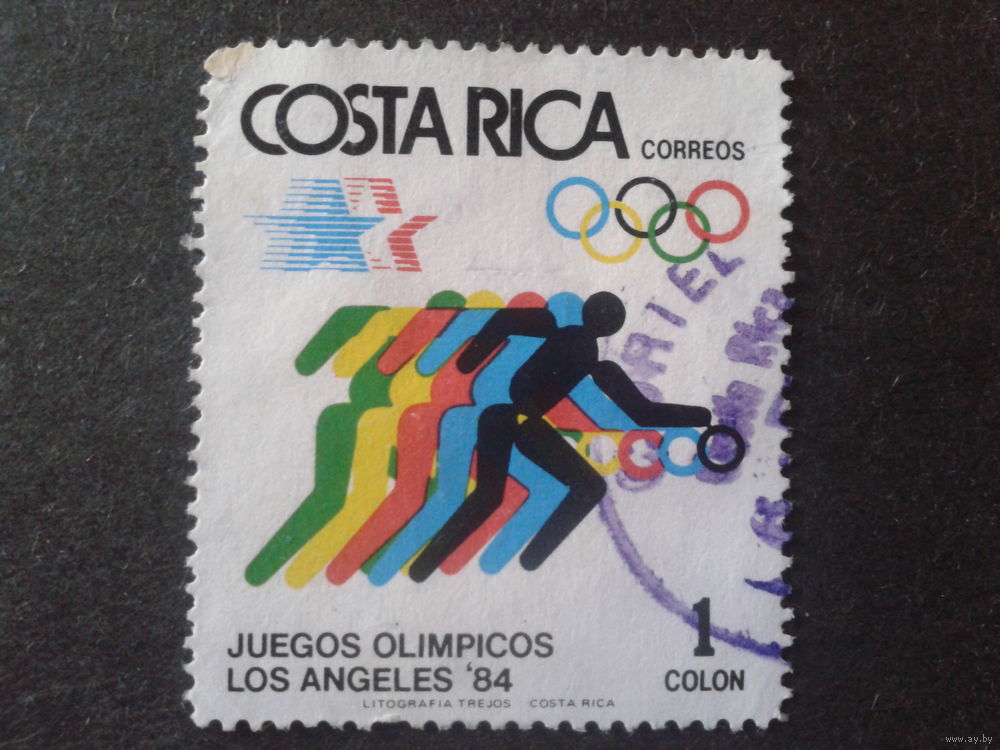 COSTA RICA CORREOS
JUEGOS OLIMPICOS
LOS ANGELES '84
1
COLON
LITOGRAFIA TREJOS COSTA RICA
www.ay.by